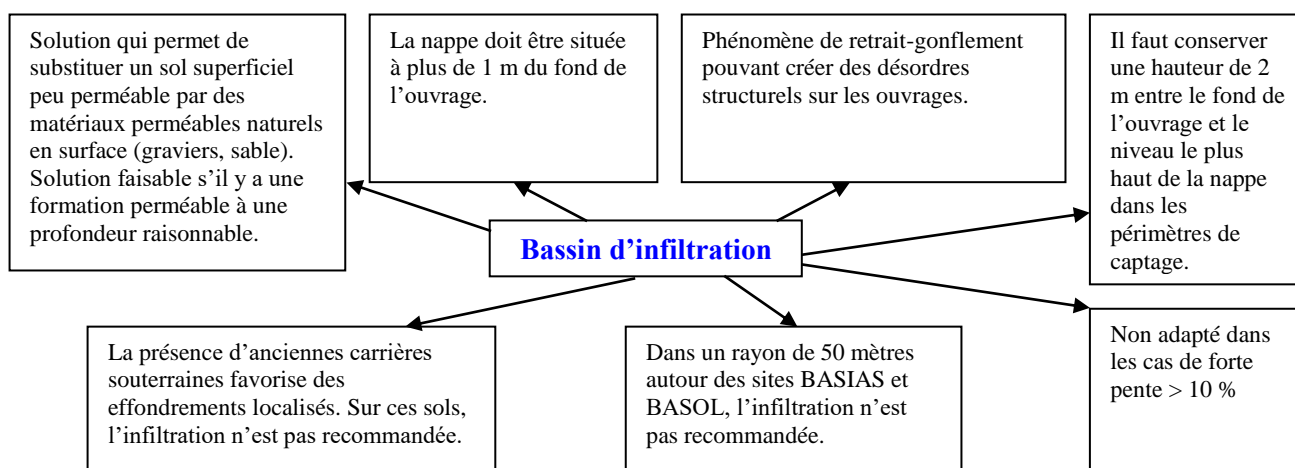 Solution qui permet de
substituer un sol superficiel
peu perméable par des
matériaux perméables naturels
en surface (graviers, sable).
Solution faisable s’il y a une
formation perméable à une
profondeur raisonnable.
La nappe doit être située
à plus de 1 m du fond de
l’ouvrage.
Phénomène de retrait-gonflement
pouvant créer des désordres
structurels sur les ouvrages.
Il faut conserver
une hauteur de 2
m entre le fond de
l’ouvrage et le
niveau le plus
haut de la nappe
dans les
périmètres de
captage.
Bassin d’infiltration
La présence d’anciennes carrières
souterraines favorise des
effondrements localisés. Sur ces sols,
l’infiltration n’est pas recommandée.
Dans un rayon de 50 mètres
autour des sites BASIAS et
BASOL, l’infiltration n’est
pas recommandée.
Non adapté dans
les cas de forte
pente > 10 %